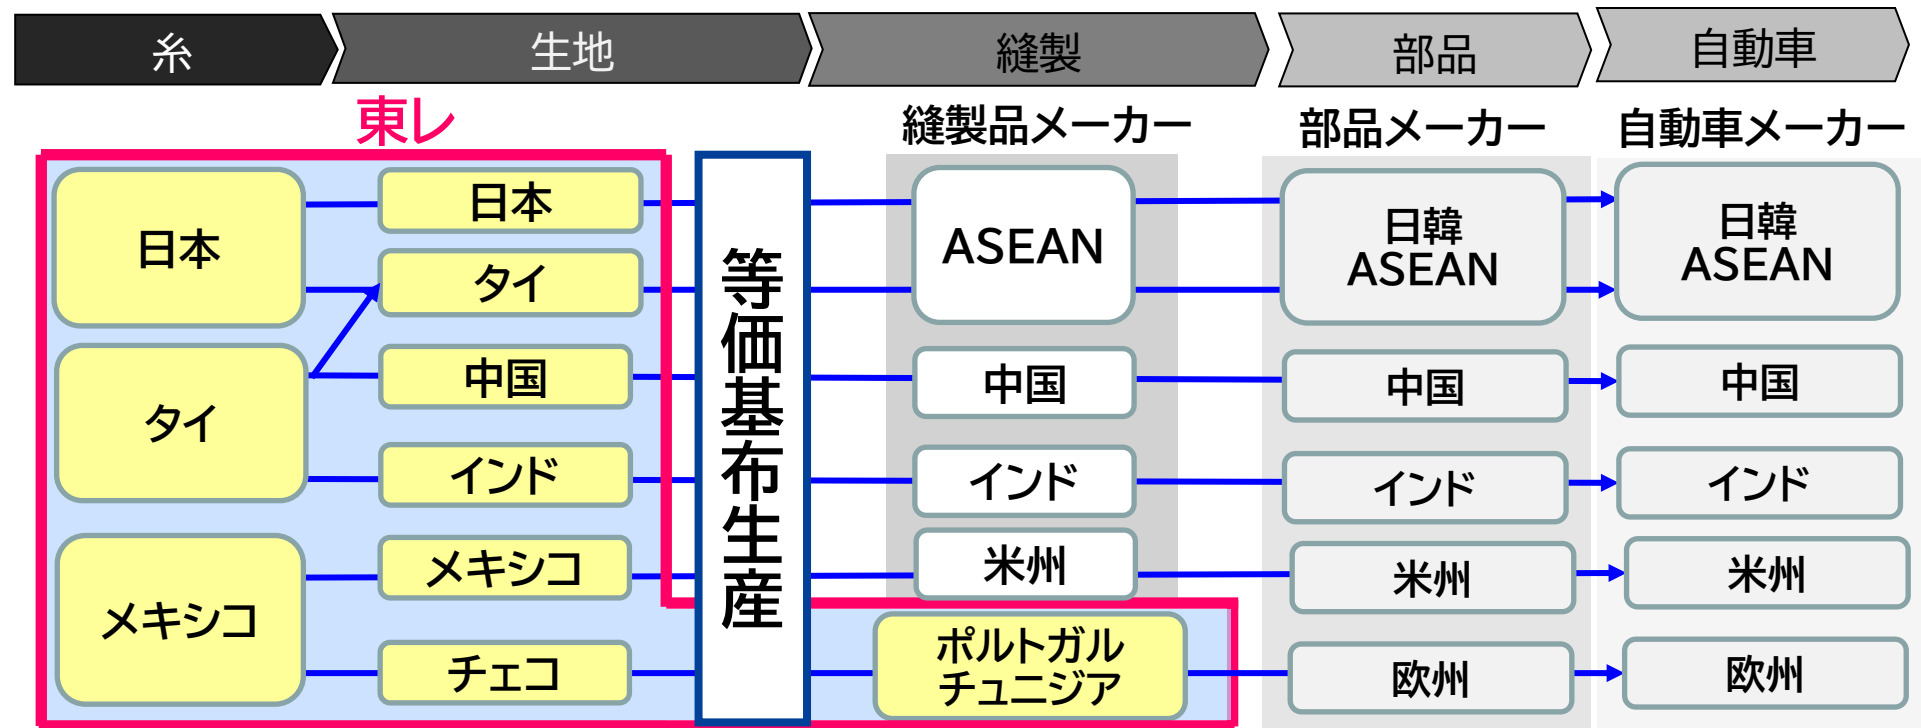 糸
生地
縫製
部品
自動車
東レ
縫製品メーカー
部品メーカー
自動車メーカー
日本
タイ
メキシコ
日本
タイ
中国
インド
メキシコ
チェコ
等価基布生産
ASEAN
中国
インド
米州
ポルトガル
チュニジア
日韓
ASEAN
中国
インド
米州
欧州
日韓
ASEAN
中国
インド
米州
欧州